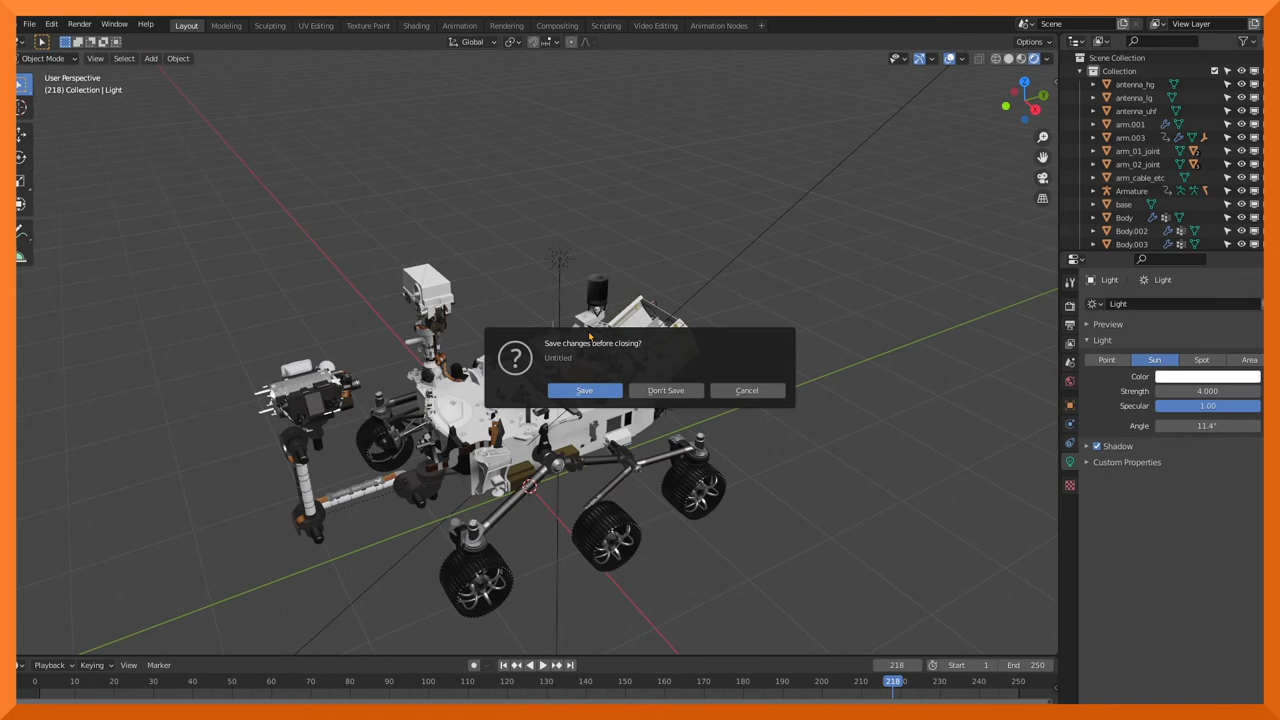 File Edit Render Window Help Layout Modeling Sculpting UV Editing Texture Paint Shading Animation Rendering Compositing Scripting Video Editing Animation Nodes + Scene View Layer
Global Options
Object Mode View Select Add Object
User Perspective
(218) Collection | Light
Z
Y
X
Scene Collection
Collection
antenna_hg
antenna_lg
antenna_uhf
arm.001
arm.003
arm_01_joint
arm_02_joint
arm_cable_etc
Armature
base
Body
Body.002
Body.003
Light Light
Light
Preview
Light
Point Sun Spot Area
Color
Strength 4.000
Specular 1.00
Angle 11.4°
Shadow
Custom Properties
Save changes before closing?
Untitled
Save Don't Save Cancel
Playback Keying View Marker 218 Start 1 End 250
0 10 20 30 40 50 60 70 80 90 100 110 120 130 140 150 160 170 180 190 200 218 230 240 250